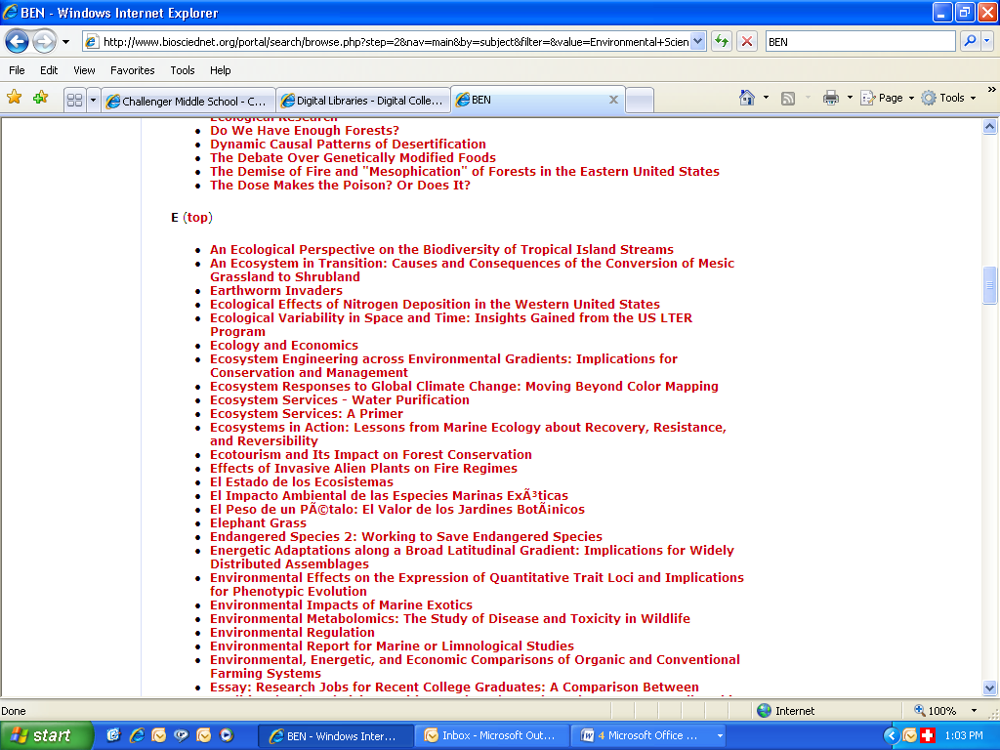 BEN - Windows Internet Explorer
http://www.biosciednet.org/portal/search/browse.php?step=2&nav=main&by=subject&filter=&value=Environmental+Scien
BEN
File Edit View Favorites Tools Help
Challenger Middle School - C...
Digital Libraries - Digital Colle...
BEN
Page
Tools
Ecological Research
Do We Have Enough Forests?
Dynamic Causal Patterns of Desertification
The Debate Over Genetically Modified Foods
The Demise of Fire and "Mesophication" of Forests in the Eastern United States
The Dose Makes the Poison? Or Does It?
E (top)
An Ecological Perspective on the Biodiversity of Tropical Island Streams
An Ecosystem in Transition: Causes and Consequences of the Conversion of Mesic
Grassland to Shrubland
Earthworm Invaders
Ecological Effects of Nitrogen Deposition in the Western United States
Ecological Variability in Space and Time: Insights Gained from the US LTER
Program
Ecology and Economics
Ecosystem Engineering across Environmental Gradients: Implications for
Conservation and Management
Ecosystem Responses to Global Climate Change: Moving Beyond Color Mapping
Ecosystem Services - Water Purification
Ecosystem Services: A Primer
Ecosystems in Action: Lessons from Marine Ecology about Recovery, Resistance,
and Reversibility
Ecotourism and Its Impact on Forest Conservation
Effects of Invasive Alien Plants on Fire Regimes
El Estado de los Ecosistemas
El Impacto Ambiental de las Especies Marinas ExÃ³ticas
El Peso de un PÃ©talo: El Valor de los Jardines BotÃ¡nicos
Elephant Grass
Endangered Species 2: Working to Save Endangered Species
Energetic Adaptations along a Broad Latitudinal Gradient: Implications for Widely
Distributed Assemblages
Environmental Effects on the Expression of Quantitative Trait Loci and Implications
for Phenotypic Evolution
Environmental Impacts of Marine Exotics
Environmental Metabolomics: The Study of Disease and Toxicity in Wildlife
Environmental Regulation
Environmental Report for Marine or Limnological Studies
Environmental, Energetic, and Economic Comparisons of Organic and Conventional
Farming Systems
Essay: Research Jobs for Recent College Graduates: A Comparison Between
Done
Internet
100%
start
BEN - Windows Inter...
Inbox - Microsoft Out...
4 Microsoft Office ...
1:03 PM